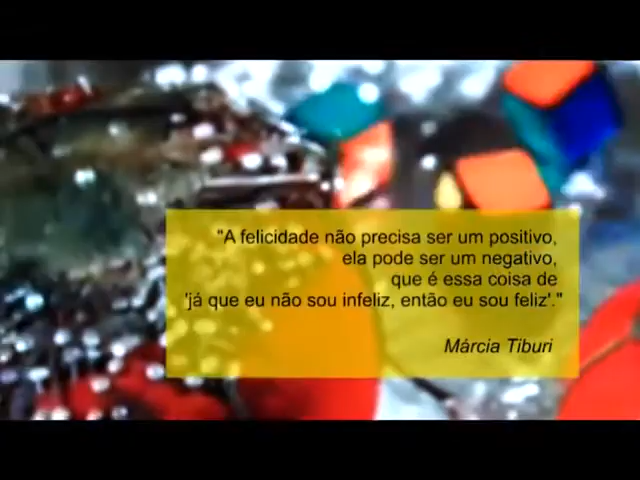 "A felicidade não precisa ser um positivo,
ela pode ser um negativo,
que é essa coisa de
'já que eu não sou infeliz, então eu sou feliz'."
Márcia Tiburi